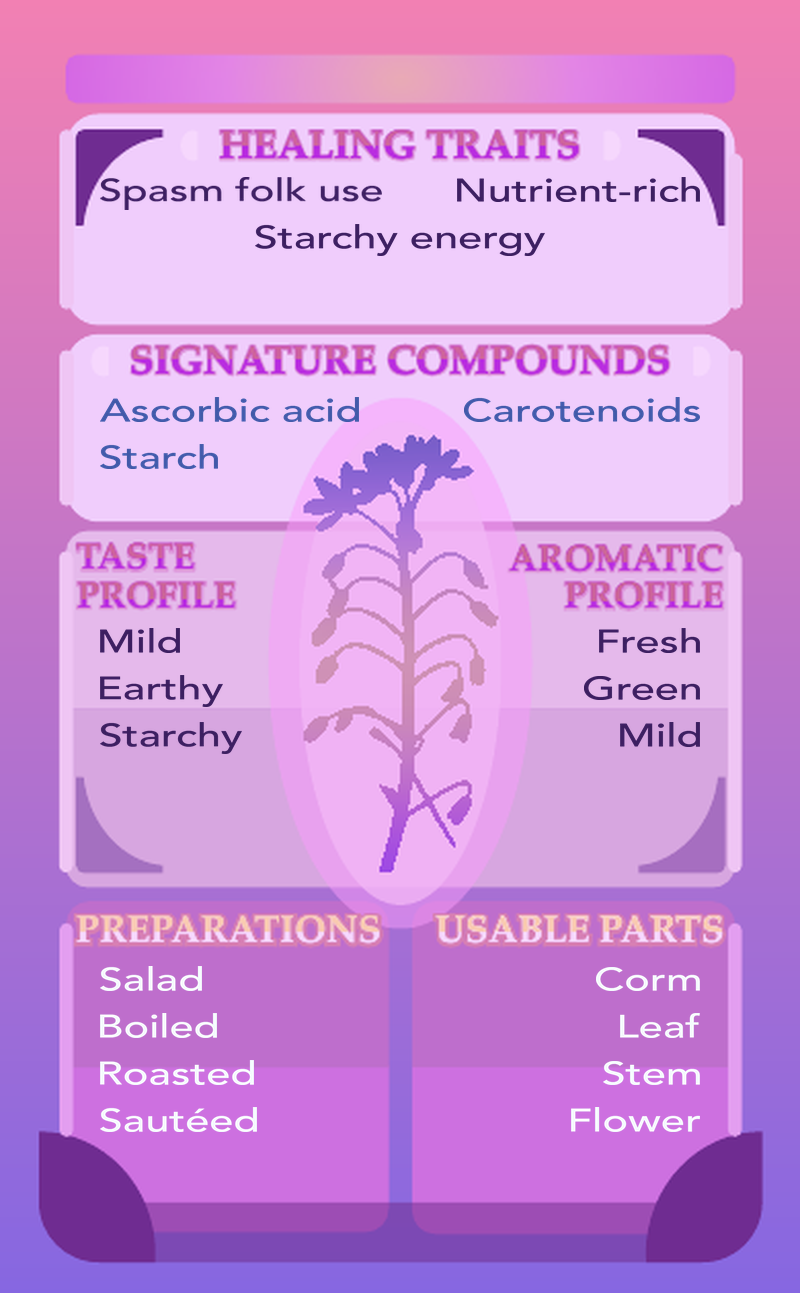 HEALING TRAITS
Spasm folk use Nutrient-rich
Starchy energy
SIGNATURE COMPOUNDS
Ascorbic acid Carotenoids
Starch
TASTE
PROFILE
Mild
Earthy
Starchy
AROMATIC
PROFILE
Fresh
Green
Mild
PREPARATIONS
Salad
Boiled
Roasted
Sautéed
USABLE PARTS
Corm
Leaf
Stem
Flower